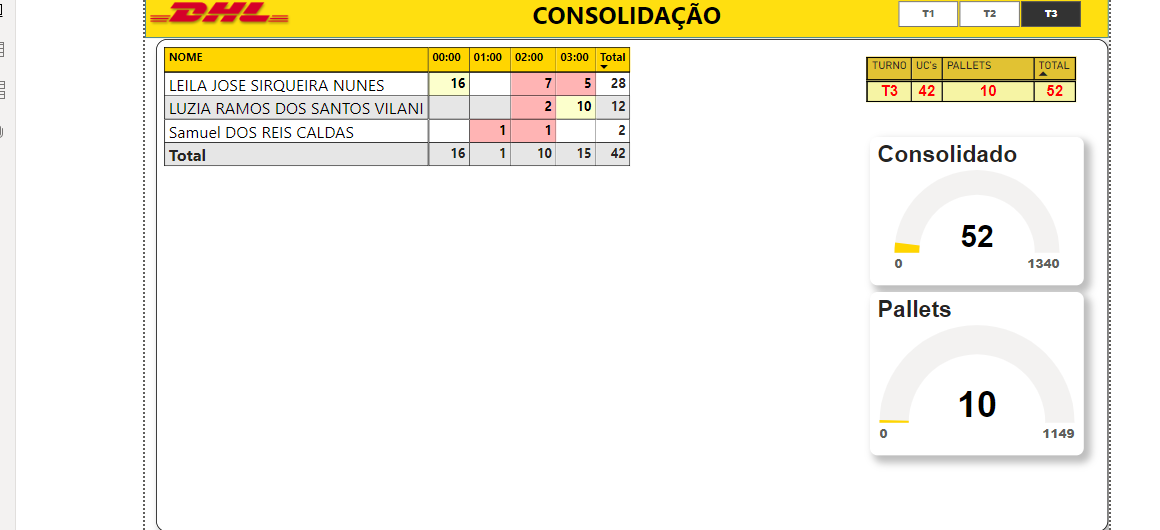 DHL CONSOLIDAÇÃO T1 T2 T3
NOME 00:00 01:00 02:00 03:00 Total
LEILA JOSE SIRQUEIRA NUNES 16 7 5 28
LUZIA RAMOS DOS SANTOS VILANI 2 10 12
Samuel DOS REIS CALDAS 1 1 2
Total 16 1 10 15 42
TURNO UC's PALLETS TOTAL
T3 42 10 52
Consolidado
52
0 1340
Pallets
10
0 1149